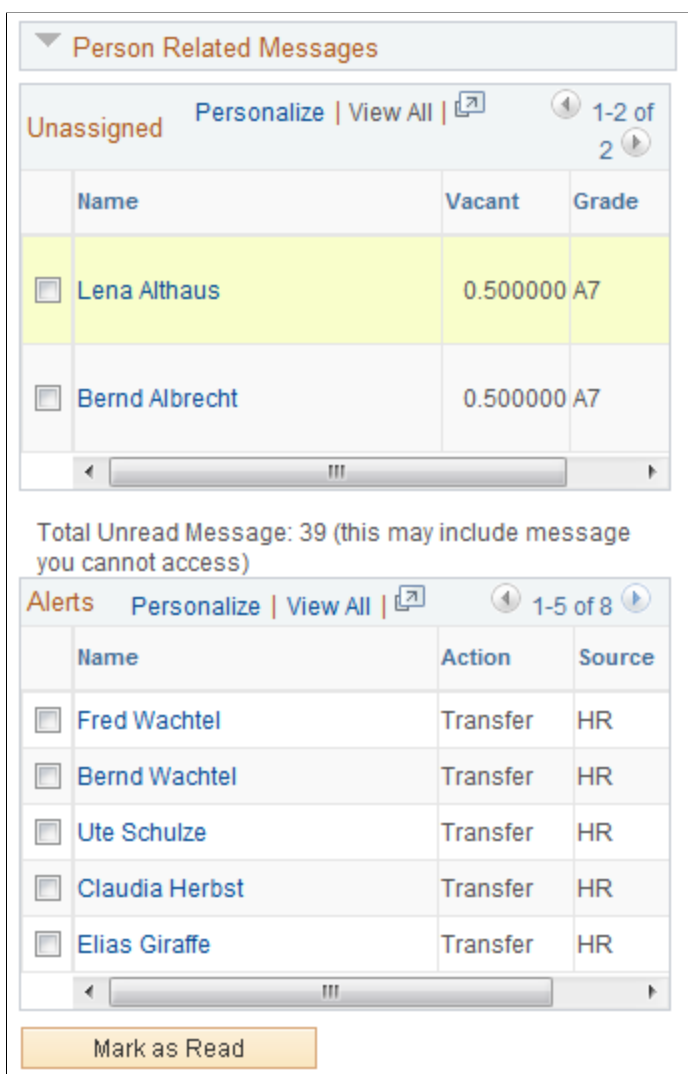 Person Related Messages
Unassigned Personalize | View All | 1-2 of 2
Name Vacant Grade
Lena Althaus 0.500000 A7
Bernd Albrecht 0.500000 A7
Total Unread Message: 39 (this may include message
you cannot access)
Alerts Personalize | View All | 1-5 of 8
Name Action Source
Fred Wachtel Transfer HR
Bernd Wachtel Transfer HR
Ute Schulze Transfer HR
Claudia Herbst Transfer HR
Elias Giraffe Transfer HR
Mark as Read